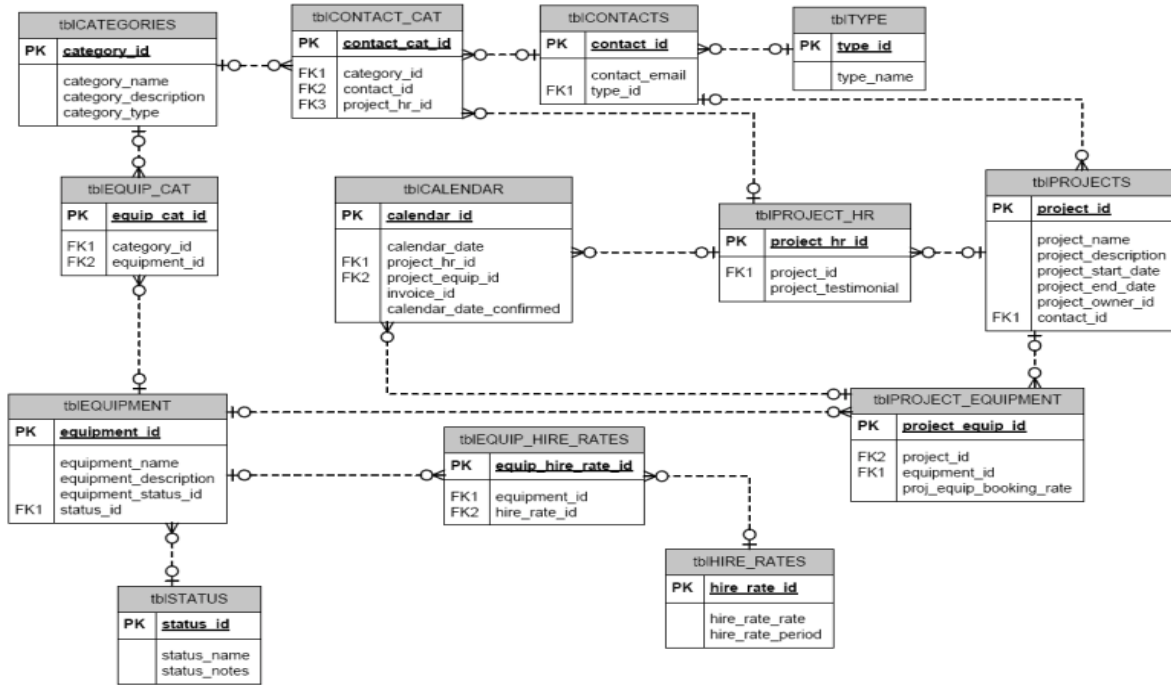 tblCATEGORIES
PK category_id
category_name
category_description
category_type
tblCONTACT_CAT
PK contact_cat_id
FK1 category_id
FK2 contact_id
FK3 project_hr_id
tblCONTACTS
PK contact_id
contact_email
FK1 type_id
tblTYPE
PK type_id
type_name
tblEQUIP_CAT
PK equip_cat_id
FK1 category_id
FK2 equipment_id
tblCALENDAR
PK calendar_id
calendar_date
FK1 project_hr_id
FK2 project_equip_id
invoice_id
calendar_date_confirmed
tblPROJECT_HR
PK project_hr_id
FK1 project_id
project_testimonial
tblPROJECTS
PK project_id
project_name
project_description
project_start_date
project_end_date
project_owner_id
FK1 contact_id
tblEQUIPMENT
PK equipment_id
equipment_name
equipment_description
equipment_status_id
FK1 status_id
tblEQUIP_HIRE_RATES
PK equip_hire_rate_id
FK1 equipment_id
FK2 hire_rate_id
tblPROJECT_EQUIPMENT
PK project_equip_id
FK2 project_id
FK1 equipment_id
proj_equip_booking_rate
tblSTATUS
PK status_id
status_name
status_notes
tblHIRE_RATES
PK hire_rate_id
hire_rate_rate
hire_rate_period